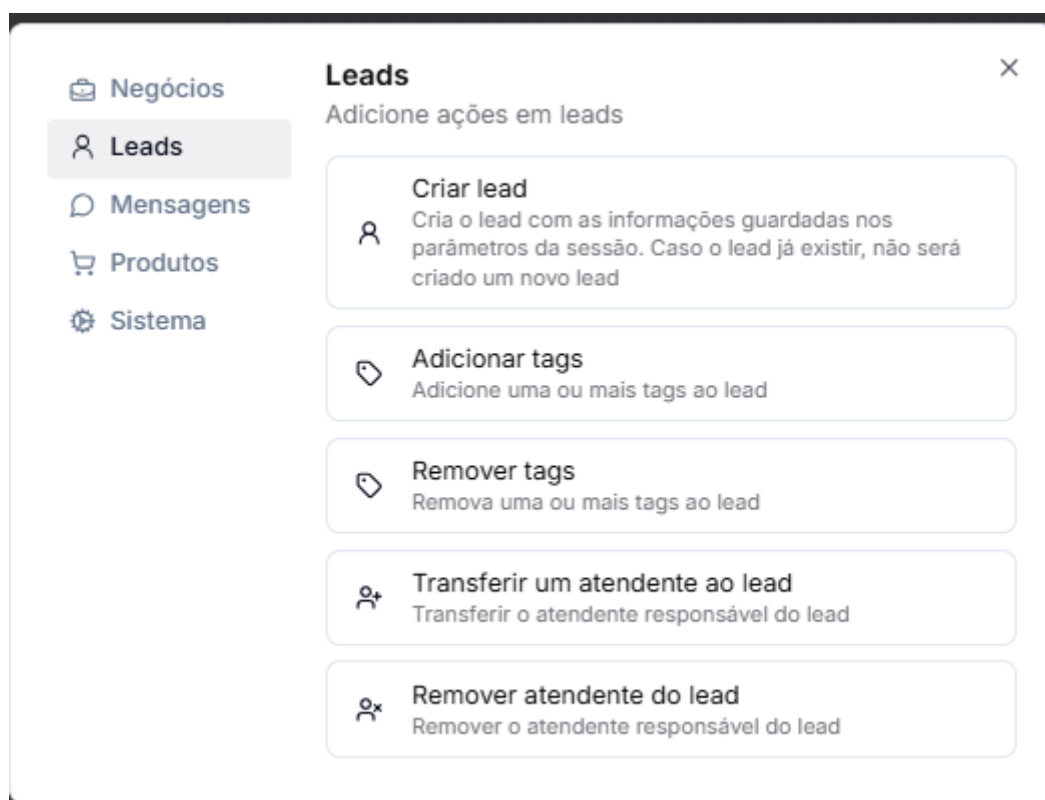 Negócios
Leads
Mensagens
Produtos
Sistema
Leads
Adicione ações em leads
Criar lead
Cria o lead com as informações guardadas nos
parâmetros da sessão. Caso o lead já existir, não será
criado um novo lead
Adicionar tags
Adicione uma ou mais tags ao lead
Remover tags
Remova uma ou mais tags ao lead
Transferir um atendente ao lead
Transferir o atendente responsável do lead
Remover atendente do lead
Remover o atendente responsável do lead